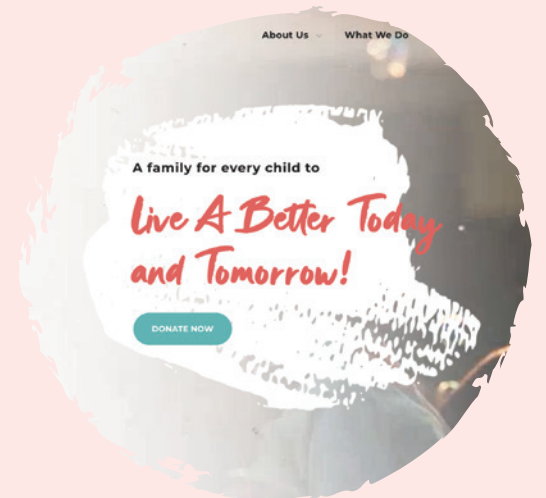 About Us What We Do
A family for every child to
Live A Better Today
and Tomorrow!
DONATE NOW